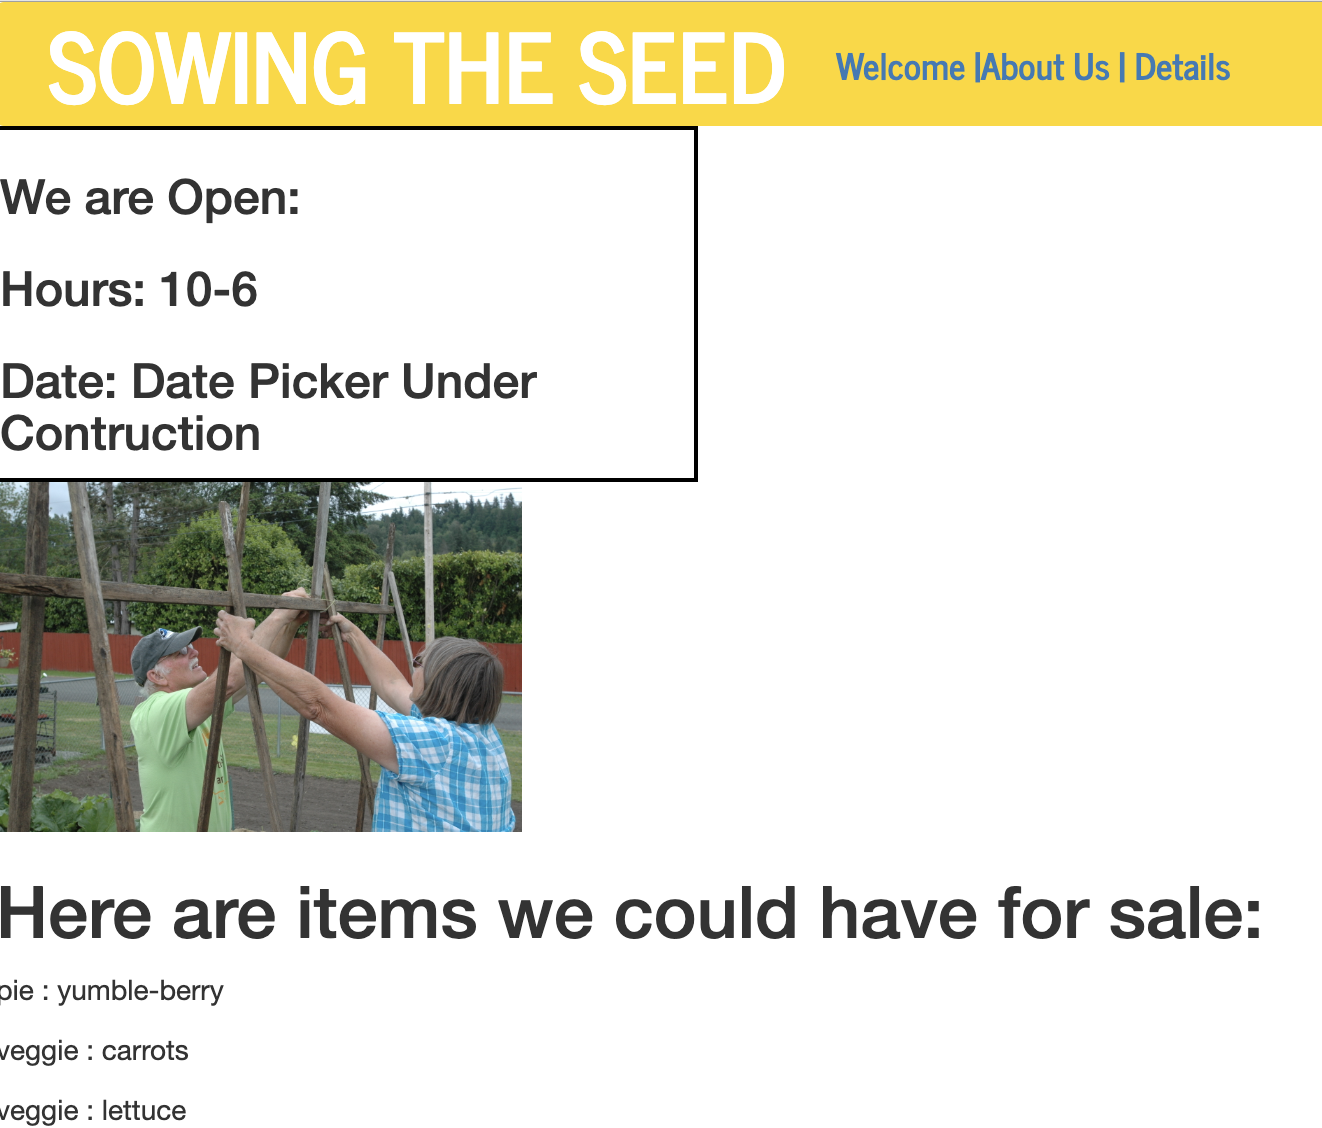 SOWING THE SEED Welcome |About Us | Details
We are Open:
Hours: 10-6
Date: Date Picker Under
Contruction
Here are items we could have for sale:
pie : yumble-berry
veggie : carrots
veggie : lettuce